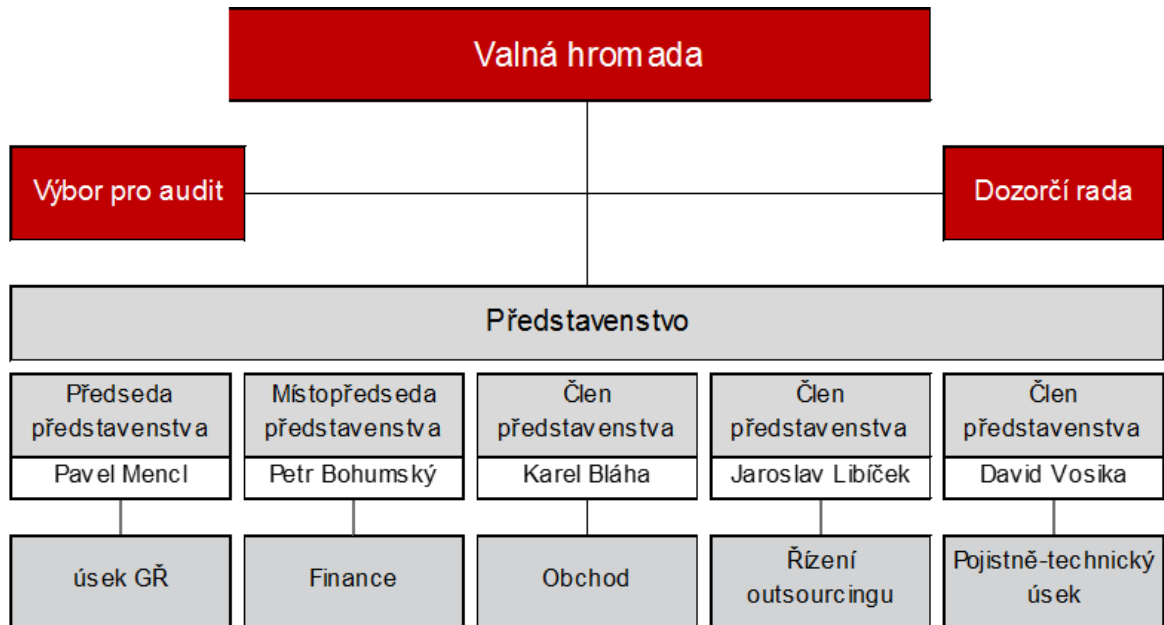 Valná hromada
Výbor pro audit
Dozorčí rada
Představenstvo
Předseda
představenstva
Pavel Mencl
Místopředseda
představenstva
Petr Bohumský
Člen
představenstva
Karel Bláha
Člen
představenstva
Jaroslav Libíček
Člen
představenstva
David Vosika
úsek GŘ
Finance
Obchod
Řízení
outsourcingu
Pojistně-technický
úsek